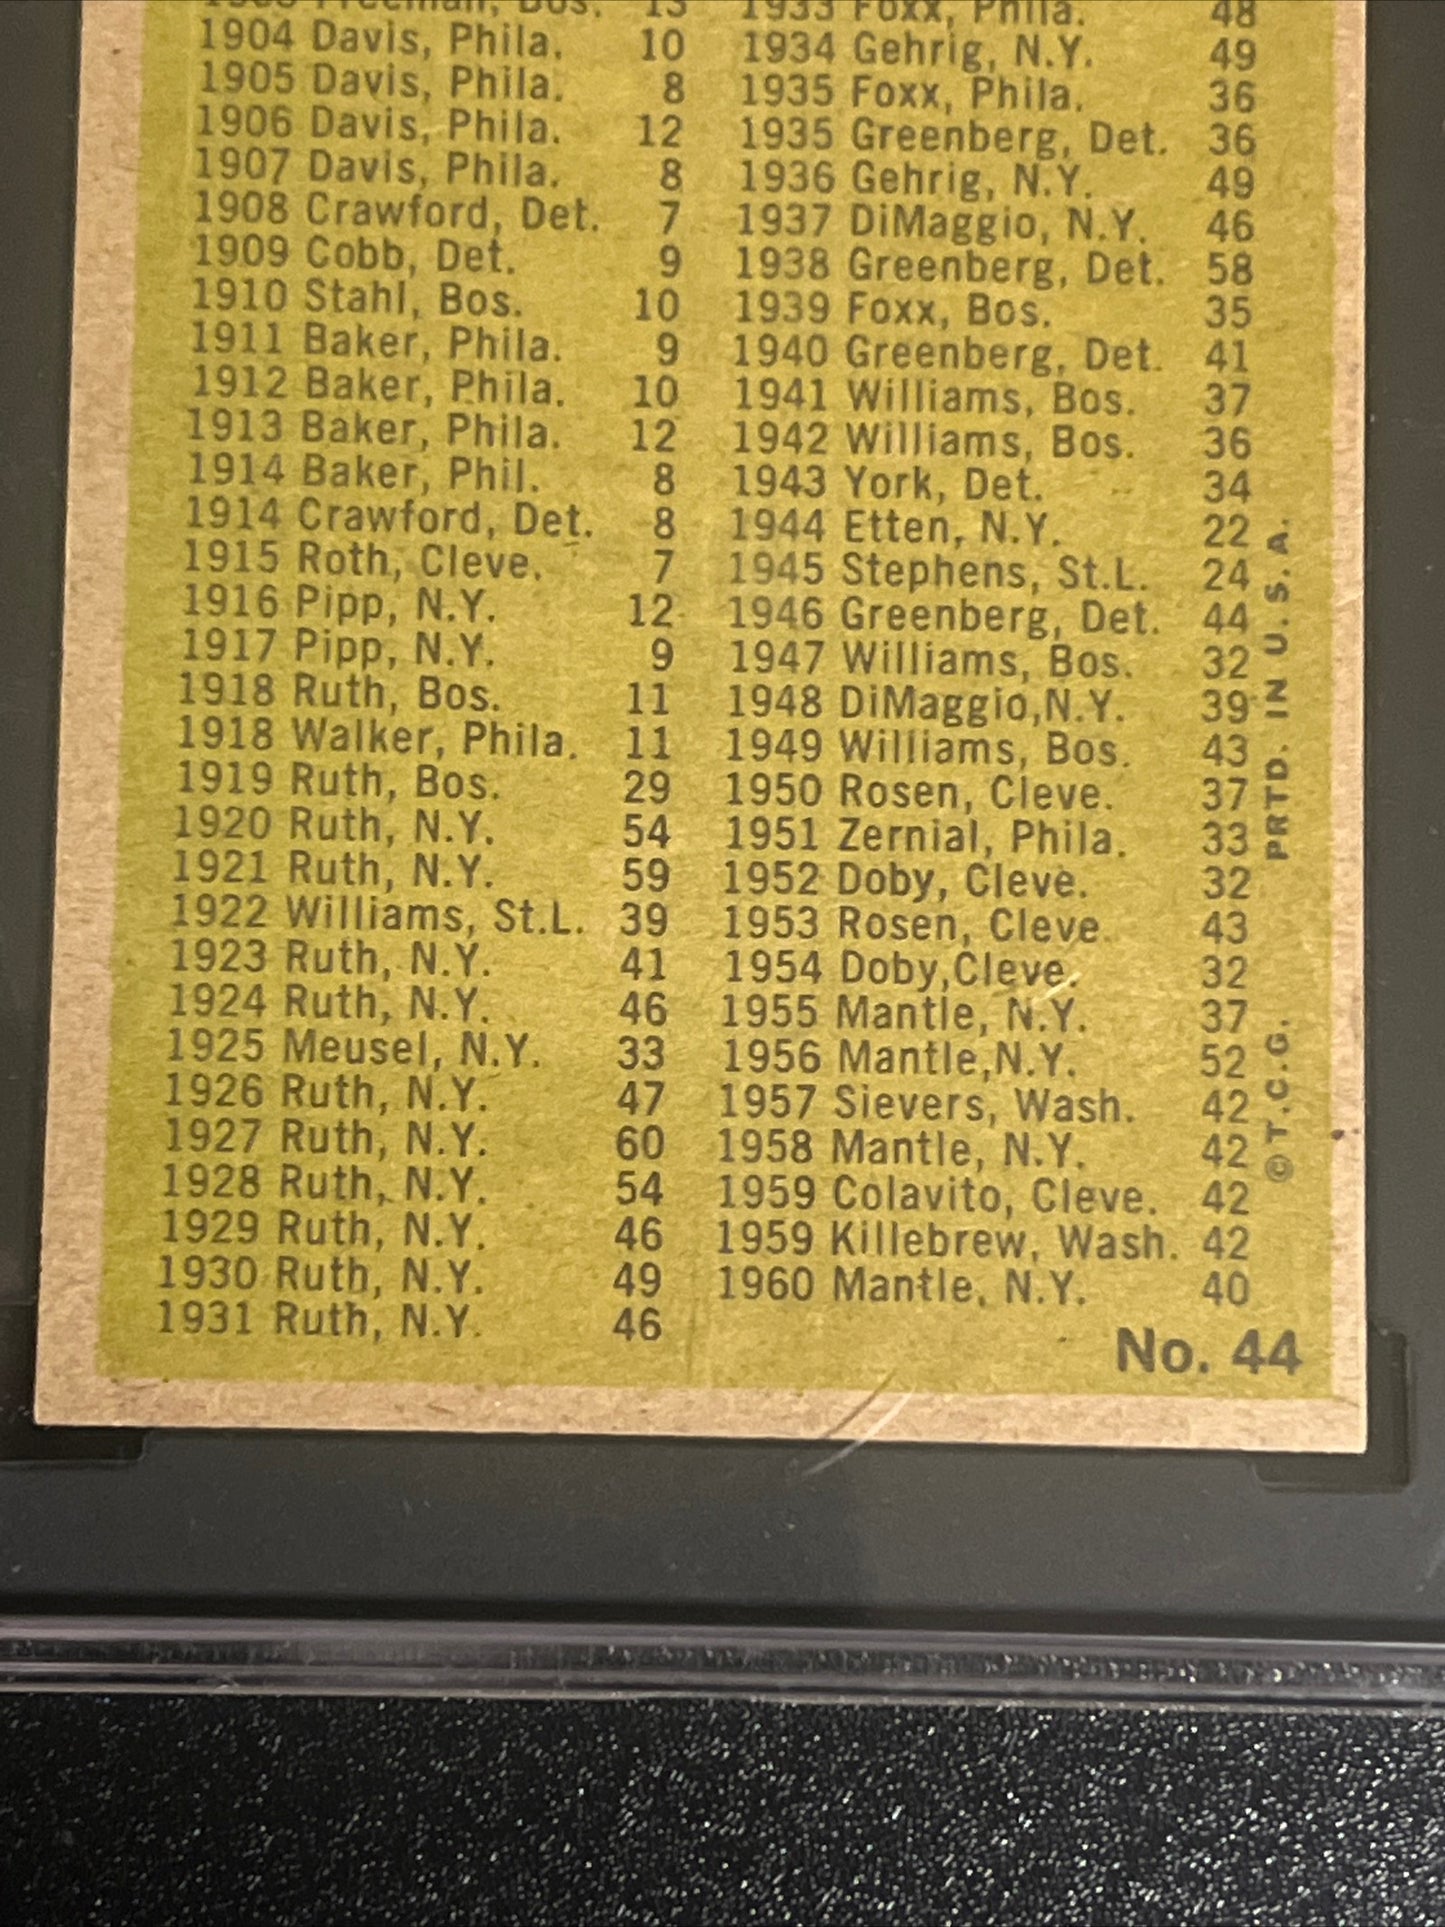 10 1904 Davis, Phila.
1905 Davis, Phila. 8
1906 Davis, Phila. 12
1907 Davis, Phila. 8
1908 Crawford, Det. 7
1909 Cobb, Det. 9
1910 Stahl, Bos. 10
1911 Baker, Phila. 9
1912 Baker, Phila. 10
1913 Baker, Phila. 12
1914 Baker, Phil. 8
1914 Crawford, Det. 8
1915 Roth, Cleve. 7
1916 Pipp, N.Y. 12
1917 Pipp, N.Y. 9
1918 Ruth, Bos. 11
1918 Walker, Phila. 11
1919 Ruth, Bos. 29
1920 Ruth, N.Y. 54
1921 Ruth, N.Y. 59
1922 Williams, St.L. 39
1923 Ruth, N.Y. 41
1924 Ruth, N.Y. 46
1925 Meusel, N.Y. 33
1926 Ruth, N.Y. 47
1927 Ruth, N.Y. 60
1928 Ruth, N.Y. 54
1929 Ruth, N.Y. 46
1930 Ruth, N.Y. 49
1931 Ruth, N.Y. 46
1933 Foxx, Phila. 48
1934 Gehrig, N.Y. 49
1935 Foxx, Phila. 36
1935 Greenberg, Det. 36
1936 Gehrig, N.Y. 49
1937 DiMaggio, N.Y. 46
1938 Greenberg, Det. 58
1939 Foxx, Bos. 35
1940 Greenberg, Det. 41
1941 Williams, Bos. 37
1942 Williams, Bos. 36
1943 York, Det. 34
1944 Etten, N.Y. 22
1945 Stephens, St.L. 24
1946 Greenberg, Det. 44
1947 Williams, Bos. 32
1948 DiMaggio,N.Y. 39
1949 Williams, Bos. 43
1950 Rosen, Cleve. 37
1951 Zernial, Phila. 33
1952 Doby, Cleve. 32
1953 Rosen, Cleve. 43
1954 Doby,Cleve. 32
1955 Mantle, N.Y. 37
1956 Mantle,N.Y. 52
1957 Sievers, Wash. 42
1958 Mantle, N.Y. 42
1959 Colavito, Cleve. 42
1959 Killebrew, Wash. 42
1960 Mantle, N.Y. 40
No. 44
© T.C.G. PRTD. IN U.S.A.